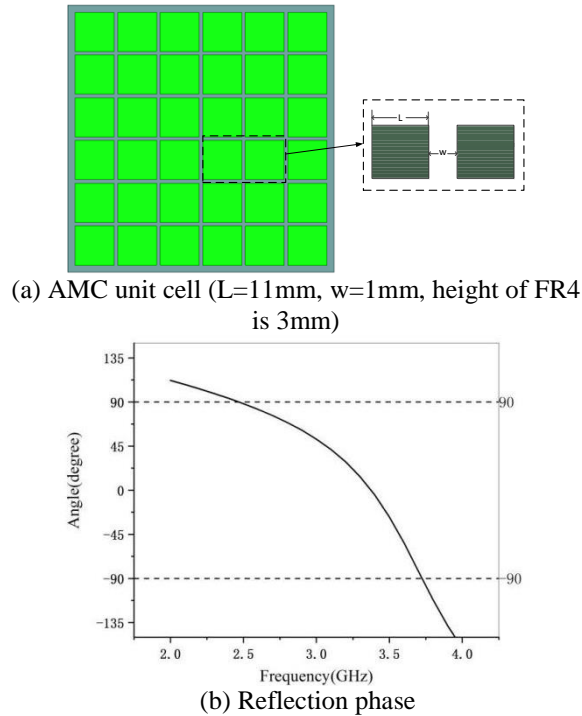 L
w
(a) AMC unit cell (L=11mm, w=1mm, height of FR4
is 3mm)
135
90
90
45
0
-45
-90
90
-135
2.0 2.5 3.0 3.5 4.0
Angle(degree)
Frequency(GHz)
(b) Reflection phase